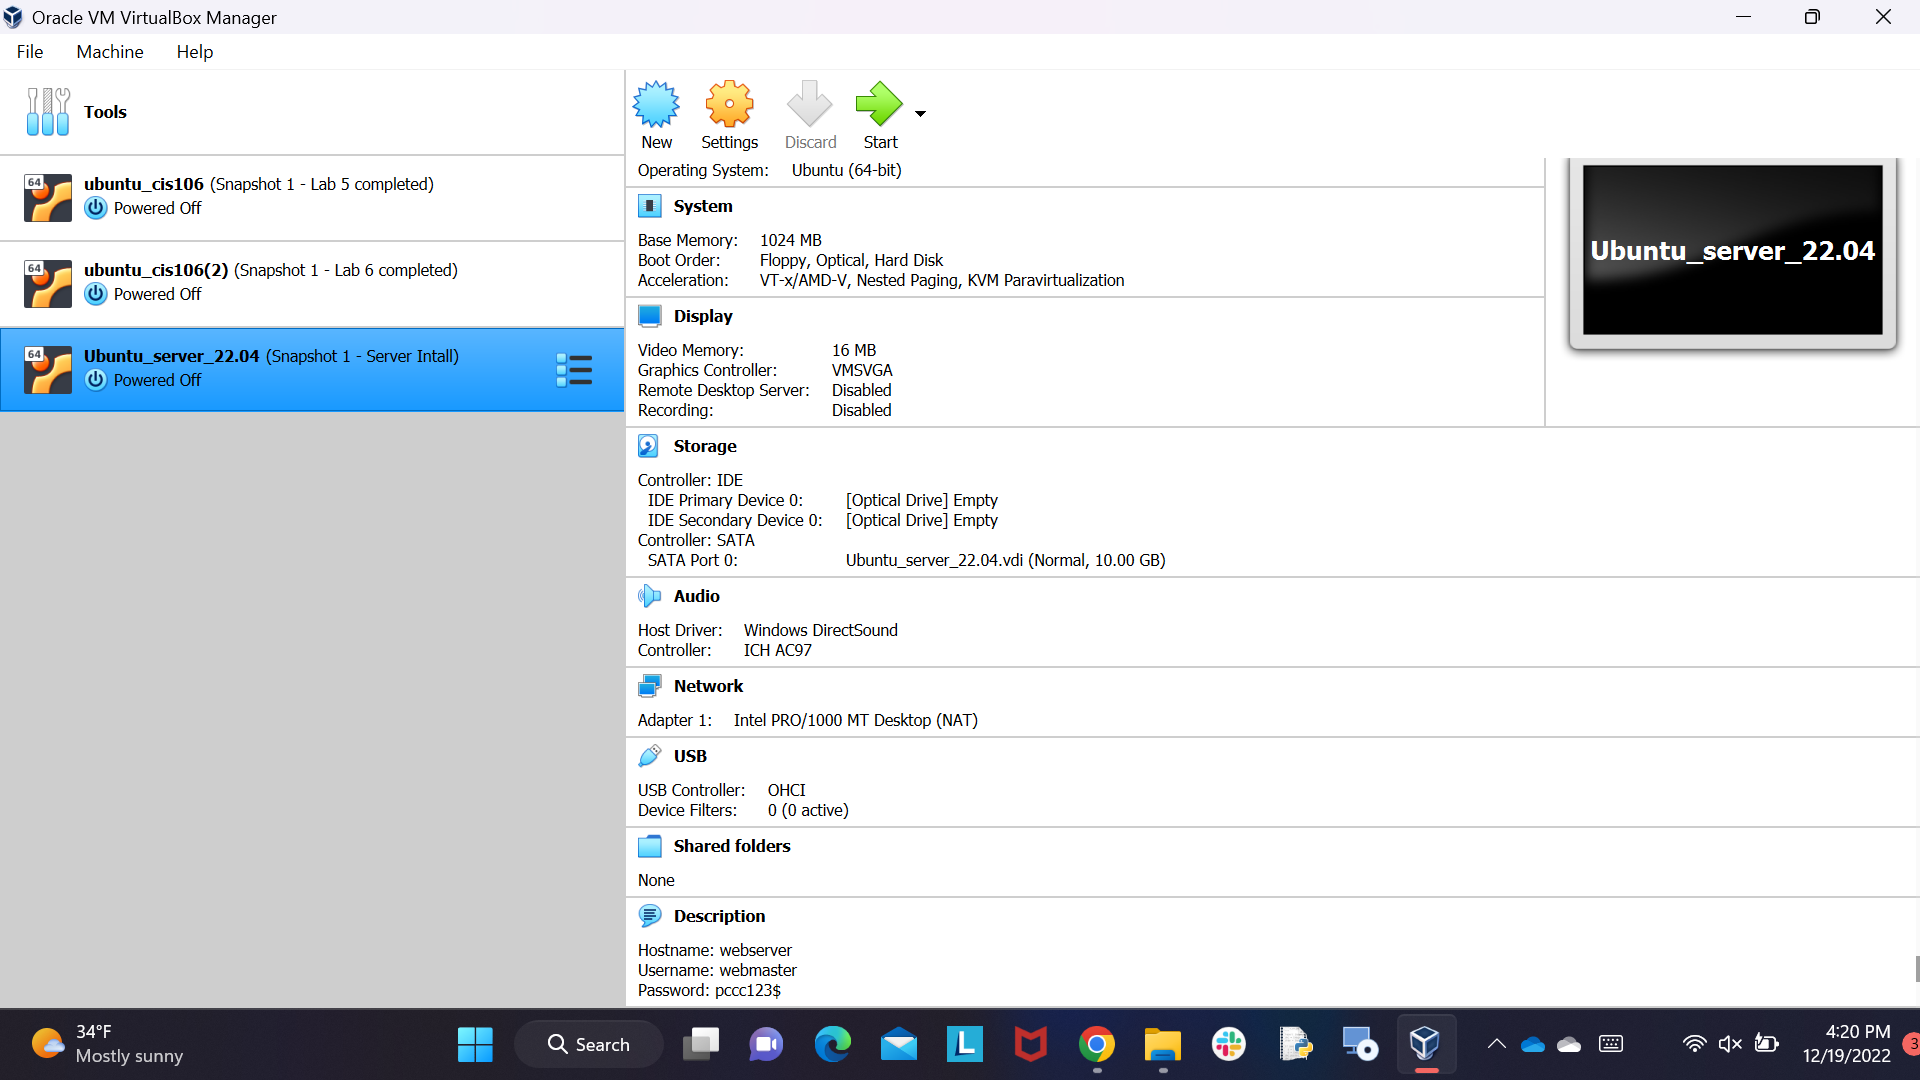 Oracle VM VirtualBox Manager
File Machine Help
Tools
64 ubuntu_cis106 (Snapshot 1 - Lab 5 completed)
Powered Off
64 ubuntu_cis106(2) (Snapshot 1 - Lab 6 completed)
Powered Off
64 Ubuntu_server_22.04 (Snapshot 1 - Server Intall)
Powered Off
New Settings Discard Start
Operating System: Ubuntu (64-bit)
System
Base Memory: 1024 MB
Boot Order: Floppy, Optical, Hard Disk
Acceleration: VT-x/AMD-V, Nested Paging, KVM Paravirtualization
Display
Video Memory: 16 MB
Graphics Controller: VMSVGA
Remote Desktop Server: Disabled
Recording: Disabled
Ubuntu_server_22.04
Storage
Controller: IDE
IDE Primary Device 0: [Optical Drive] Empty
IDE Secondary Device 0: [Optical Drive] Empty
Controller: SATA
SATA Port 0: Ubuntu_server_22.04.vdi (Normal, 10.00 GB)
Audio
Host Driver: Windows DirectSound
Controller: ICH AC97
Network
Adapter 1: Intel PRO/1000 MT Desktop (NAT)
USB
USB Controller: OHCI
Device Filters: 0 (0 active)
Shared folders
None
Description
Hostname: webserver
Username: webmaster
Password: pccc123$
34°F
Mostly sunny
Search
L
4:20 PM
12/19/2022
3